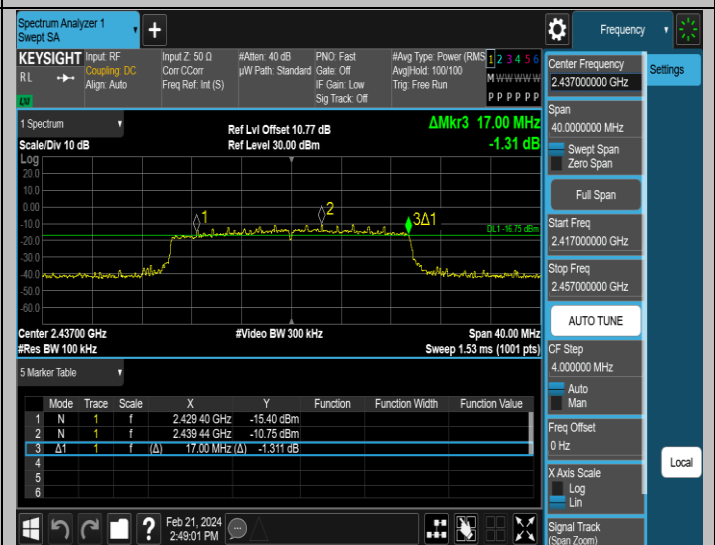 Spectrum Analyzer 1
Swept SA
+
Frequency
KEYSIGHT
RL
LNI
Input: RF
Coupling: DC
Align: Auto
Input Z: 50 Ω
Corr CCorr
Freq Ref: Int (S)
#Atten: 40 dB
µW Path: Standard
PNO: Fast
Gate: Off
IF Gain: Low
Sig Track: Off
#Avg Type: Power (RMS
Avg|Hold: 100/100
Trig: Free Run
1 2 3 4 5 6
M W W W W W
P P P P P P
1 Spectrum
Scale/Div 10 dB
Ref Lvl Offset 10.77 dB
Ref Level 30.00 dBm
ΔMkr3 17.00 MHz
-1.31 dB
Log
20.0
10.0
0.00
-10.0
-20.0
-30.0
-40.0
-50.0
-60.0
1
2
3Δ1
DL1 -16.75 dBm
Center 2.43700 GHz
#Res BW 100 kHz
#Video BW 300 kHz
Span 40.00 MHz
Sweep 1.53 ms (1001 pts)
5 Marker Table
Mode Trace Scale X Y Function Function Width Function Value
1 N 1 f 2.429 40 GHz -15.40 dBm
2 N 1 f 2.439 44 GHz -10.75 dBm
3 Δ1 1 f (Δ) 17.00 MHz (Δ) -1.311 dB
4
5
6
Feb 21, 2024
2:49:01 PM
?
Center Frequency
2.437000000 GHz
Settings
Span
40.0000000 MHz
Swept Span
Zero Span
Full Span
Start Freq
2.417000000 GHz
Stop Freq
2.457000000 GHz
AUTO TUNE
CF Step
4.000000 MHz
Auto
Man
Freq Offset
0 Hz
Local
X Axis Scale
Log
Lin
Signal Track
(Span Zoom)